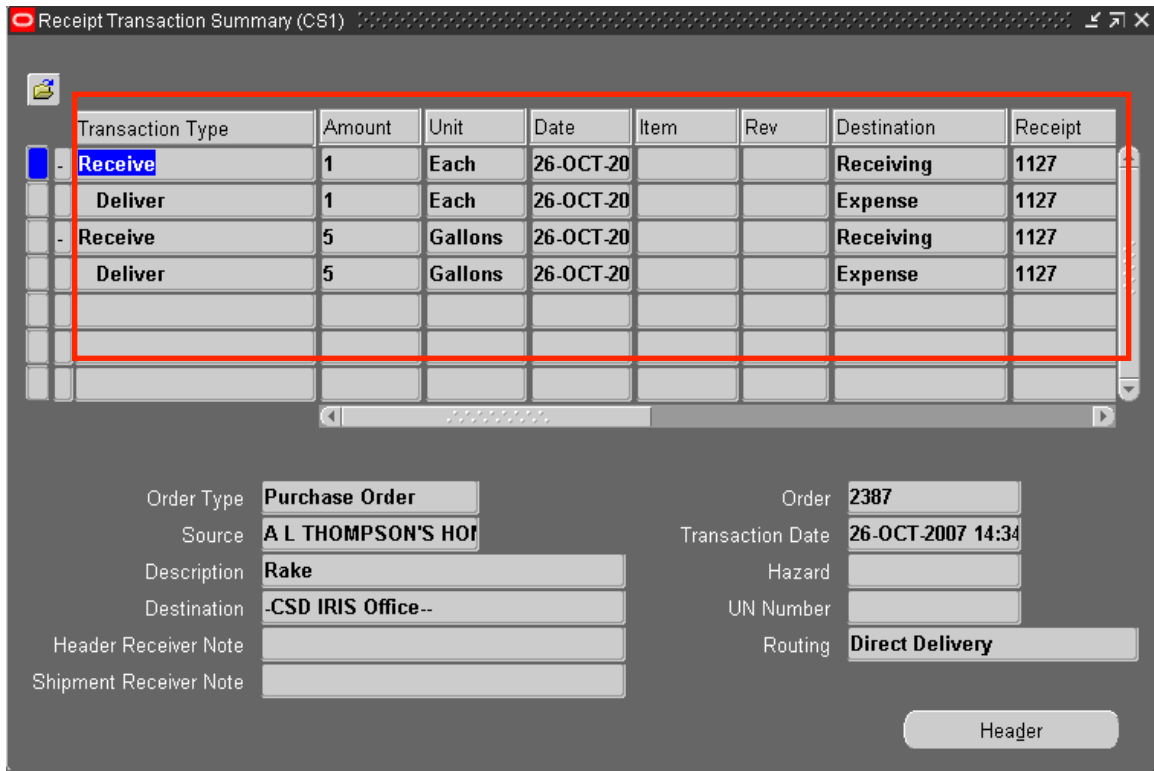 Receipt Transaction Summary (CS1)
Transaction Type Amount Unit Date Item Rev Destination Receipt
- Receive 1 Each 26-OCT-20 Receiving 1127
Deliver 1 Each 26-OCT-20 Expense 1127
- Receive 5 Gallons 26-OCT-20 Receiving 1127
Deliver 5 Gallons 26-OCT-20 Expense 1127
Order Type Purchase Order Order 2387
Source A L THOMPSON'S HO Transaction Date 26-OCT-2007 14:34
Description Rake Hazard
Destination -CSD IRIS Office-- UN Number
Header Receiver Note Routing Direct Delivery
Shipment Receiver Note
Header